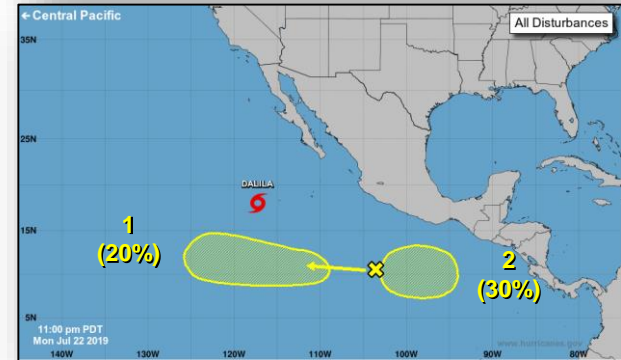 ← Central Pacific
All Disturbances
35N
25N
DALILA
1
(20%)
15N
2
(30%)
5N
11:00 pm PDT
Mon Jul 22 2019
www.hurricanes.gov
140W
130W
120W
110W
100W
90W
80W